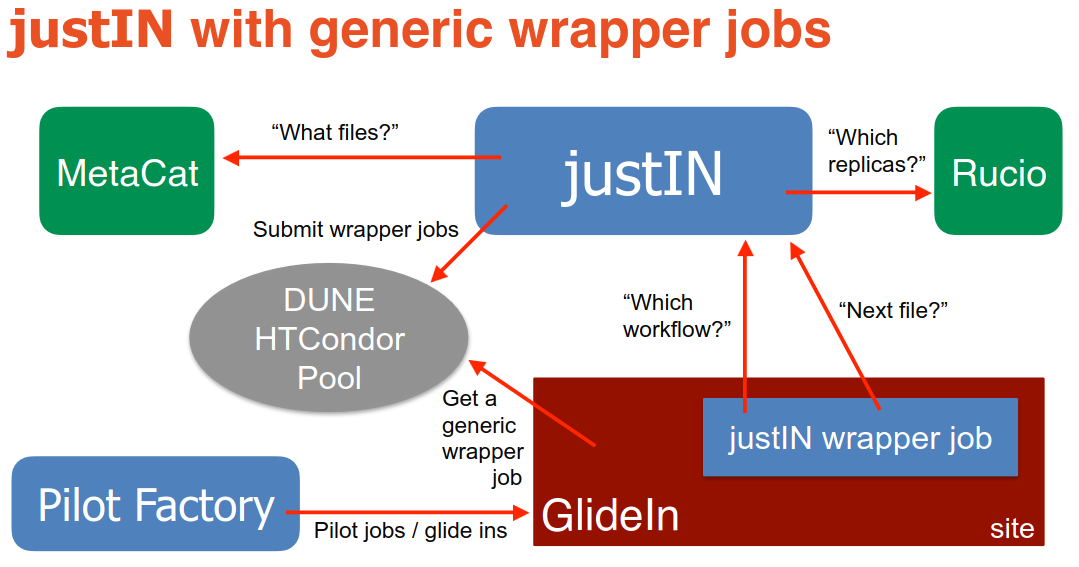 justIN with generic wrapper jobs
“What files?”
MetaCat
justIN
“Which
replicas?”
Rucio
Submit wrapper jobs
DUNE
HTCondor
Pool
“Which
workflow?”
“Next file?”
Get a
generic
wrapper
job
justIN wrapper job
Pilot Factory
Pilot jobs / glide ins
GlideIn
site